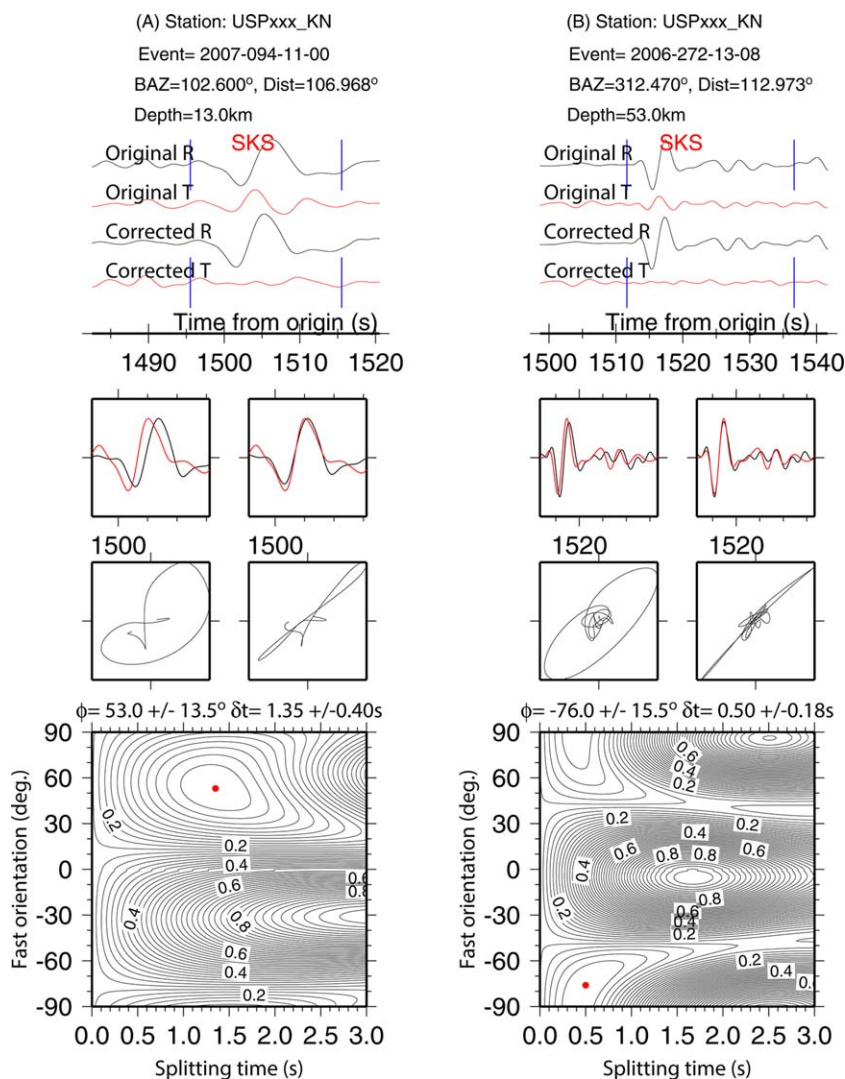 (A) Station: USPxxx_KN
Event= 2007-094-11-00
BAZ=102.600°, Dist=106.968°
Depth=13.0km
SKS
Original R
Original T
Corrected R
Corrected T
Time from origin (s)
1490 1500 1510 1520
1500 1500
ϕ= 53.0 +/- 13.5° δt= 1.35 +/-0.40s
Fast orientation (deg.)
90
60
30
0
-30
-60
-90
0.2
0.2
0.4
0.6
0.8
0.6
0.4
0.8
0.6
0.4
0.2
0.0 0.5 1.0 1.5 2.0 2.5 3.0
Splitting time (s)
(B) Station: USPxxx_KN
Event= 2006-272-13-08
BAZ=312.470°, Dist=112.973°
Depth=53.0km
SKS
Original R
Original T
Corrected R
Corrected T
Time from origin (s)
1500 1510 1520 1530 1540
1520 1520
ϕ= -76.0 +/- 15.5° δt= 0.50 +/-0.18s
Fast orientation (deg.)
90
60
30
0
-30
-60
-90
0.6
0.4
0.2
0.2
0.4
0.2
0.6
0.8
0.8
0.6
0.4
0.8
0.2
0.6
0.4
0.2
0.2
0.4
0.6
0.0 0.5 1.0 1.5 2.0 2.5 3.0
Splitting time (s)